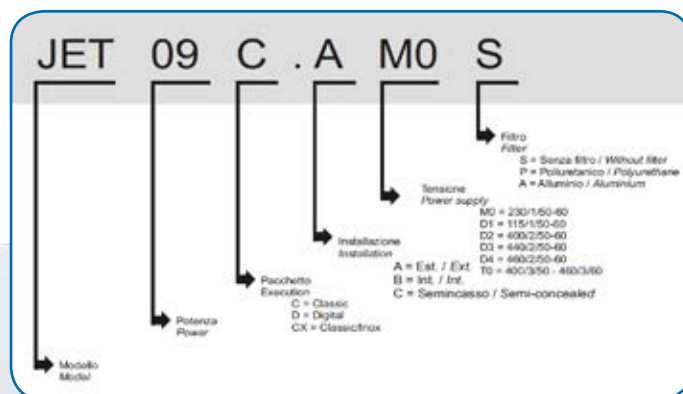 JET 09 C . A M0 S
Filtro
Filter
S = Senza filtro / Without filter
P = Poliuretanico / Polyurethane
A = Alluminio / Aluminium
Tensione
Power supply
M0 = 230/1/50-60
D1 = 115/1/50-60
D2 = 400/2/50-60
D3 = 440/2/50-60
D4 = 460/2/50-60
T0 = 400/3/50 - 460/3/60
Installazione
Installation
A = Est. / Ext.
B = Int. / Int.
C = Semincasso / Semi-concealed
Pacchetto
Execution
C = Classic
D = Digital
CX = Classic/Inox
Potenza
Power
Modello
Model